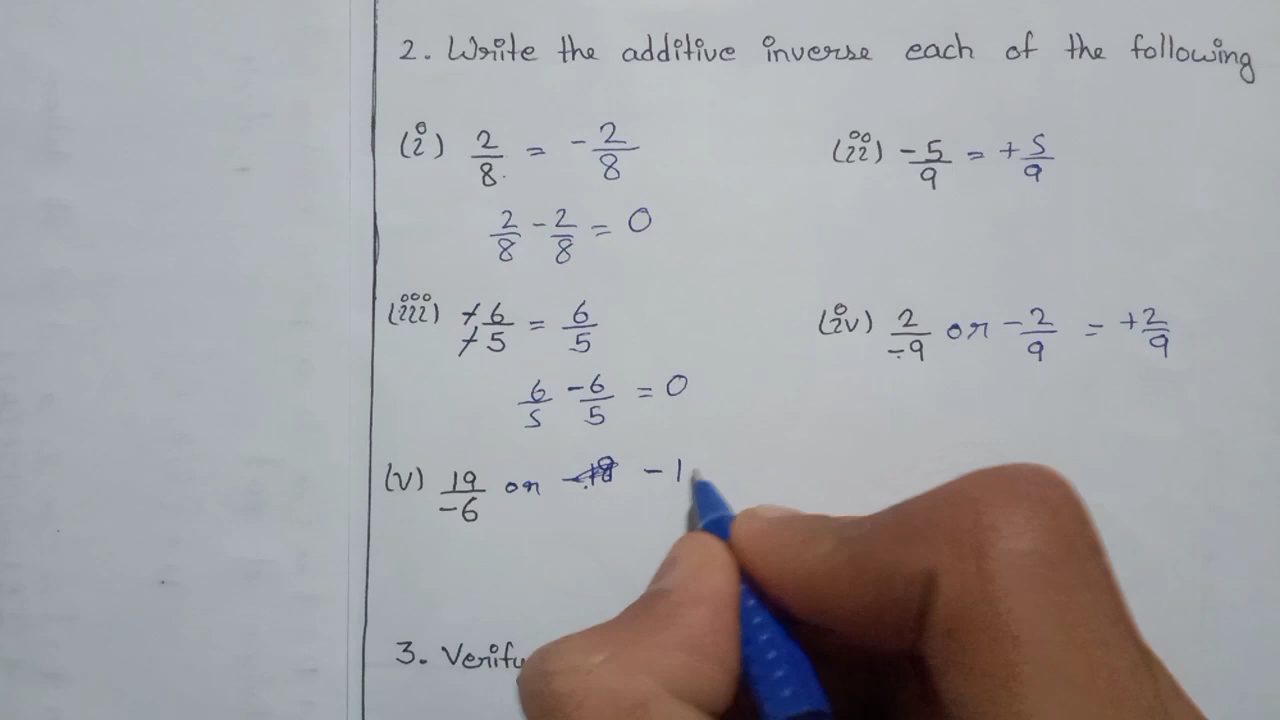 2. Write the additive inverse each of the following
(i) 2/8 = -2/8
(ii) -5/9 = +5/9
2/8 - 2/8 = 0
(iii) -6/-5 = 6/5
(iv) 2/-9 or -2/9 = +2/9
6/5 -6/5 = 0
(v) 19/-6 or - 1
3. Verify